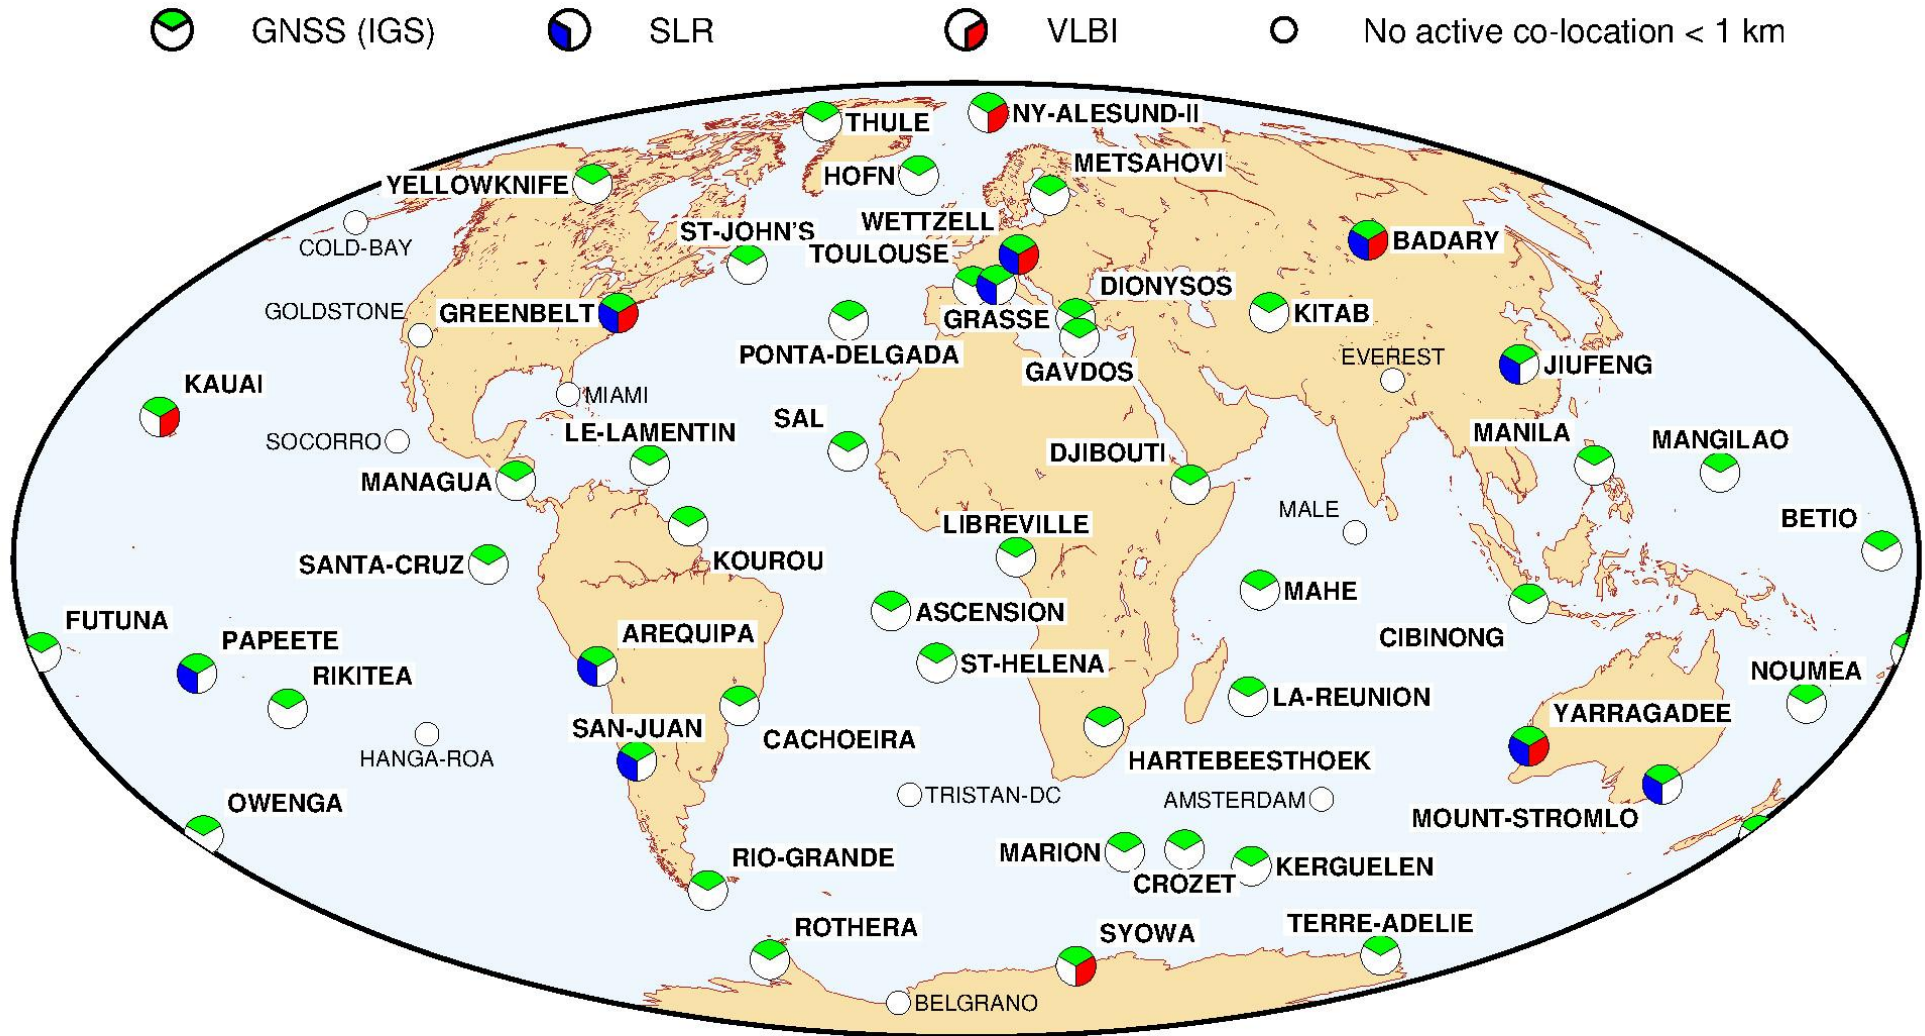 GNSS (IGS) SLR VLBI No active co-location < 1 km
THULE
NY-ALESUND-II
METSAHOVI
HOFN
YELLOWKNIFE
WETTZELL
ST-JOHN'S
COLD-BAY
TOULOUSE
BADARY
DIONYSOS
GOLDSTONE
GREENBELT
GRASSE
KITAB
PONTA-DELGADA
EVEREST
JIUFENG
GAVDOS
KAUAI
MIAMI
SAL
LE-LAMENTIN
MANILA
MANGILAO
SOCORRO
DJIBOUTI
MANAGUA
MALE
BETIO
LIBREVILLE
KOUROU
SANTA-CRUZ
MAHE
ASCENSION
FUTUNA
AREQUIPA
CIBINONG
PAPEETE
ST-HELENA
RIKITEA
NOUMEA
LA-REUNION
YARRAGADEE
SAN-JUAN
CACHOEIRA
HANGA-ROA
HARTEBEESTHOEK
TRISTAN-DC
AMSTERDAM
OWENGA
MOUNT-STROMLO
MARION
RIO-GRANDE
KERGUELEN
CROZET
TERRE-ADELIE
ROTHERA
SYOWA
BELGRANO